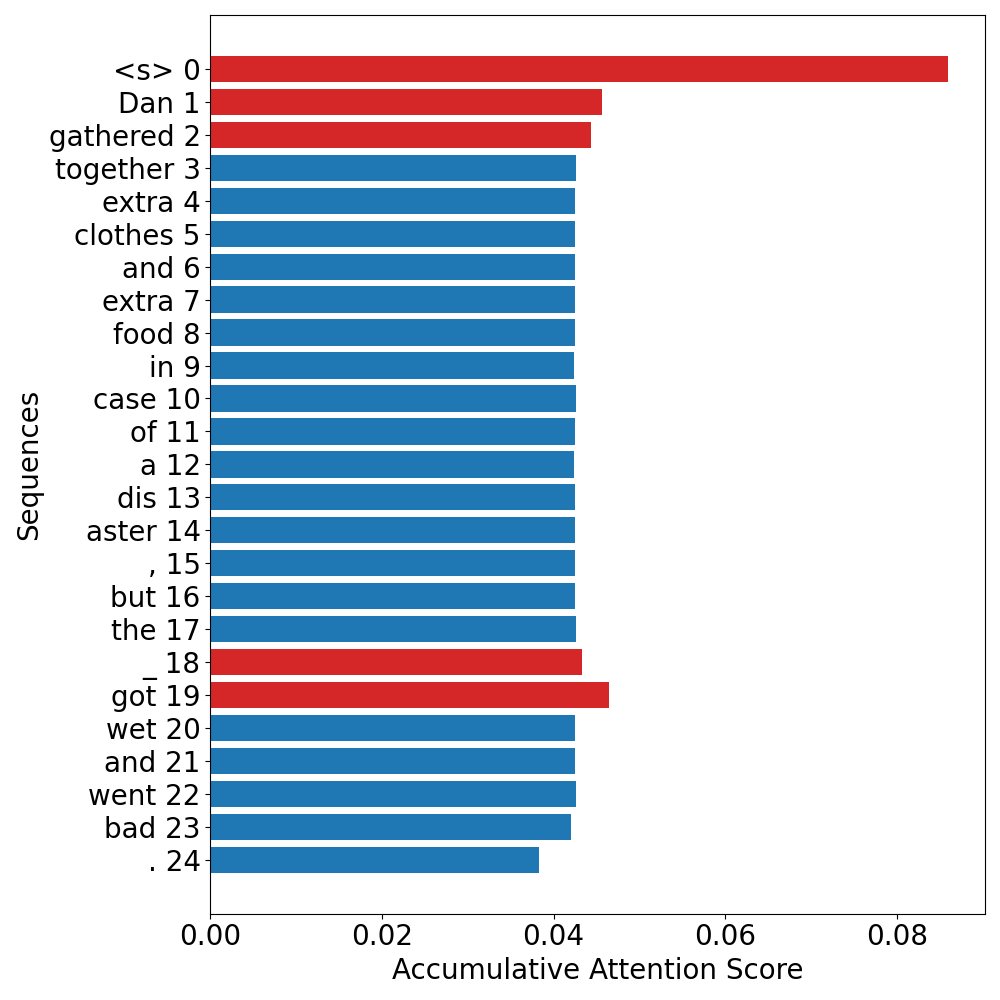 <s> 0
Dan 1
gathered 2
together 3
extra 4
clothes 5
and 6
extra 7
food 8
in 9
case 10
of 11
a 12
dis 13
aster 14
, 15
but 16
the 17
_ 18
got 19
wet 20
and 21
went 22
bad 23
. 24
Sequences
0.00 0.02 0.04 0.06 0.08
Accumulative Attention Score